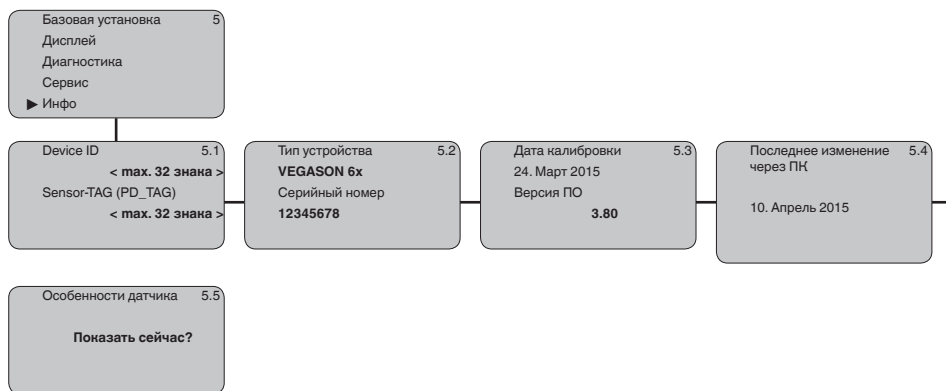 Базовая установка 5
Дисплей
Диагностика
Сервис
▶ Инфо
Device ID 5.1
< max. 32 знака >
Sensor-TAG (PD_TAG)
< max. 32 знака >
Тип устройства 5.2
VEGASON 6x
Серийный номер
12345678
Дата калибровки 5.3
24. Март 2015
Версия ПО
3.80
Последнее изменение 5.4
через ПК
10. Апрель 2015
Особенности датчика 5.5
Показать сейчас?